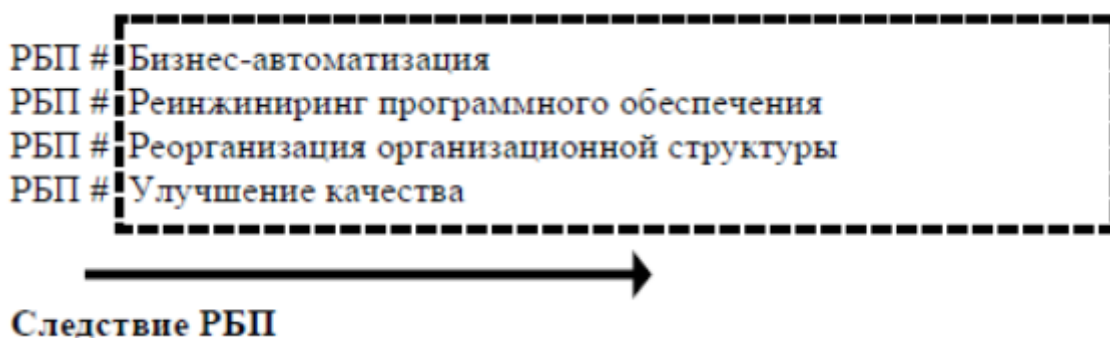 РБП # Бизнес-автоматизация
РБП # Реинжиниринг программного обеспечения
РБП # Реорганизация организационной структуры
РБП # Улучшение качества
Следствие РБП